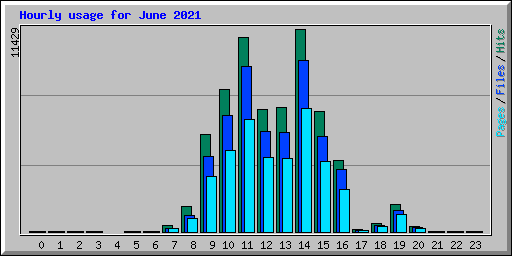 Hourly usage for June 2021
11429
Pages/Files/Hits
0 1 2 3 4 5 6 7 8 9 10 11 12 13 14 15 16 17 18 19 20 21 22 23